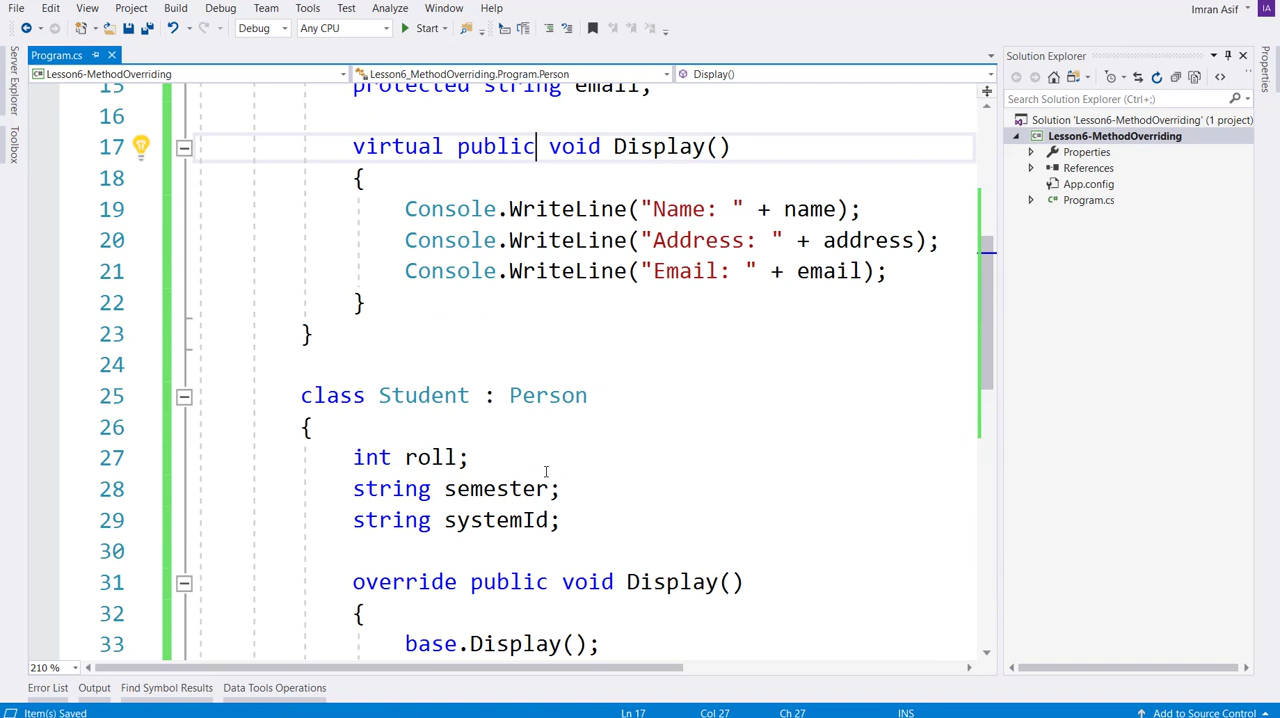 File Edit View Project Build Debug Team Tools Test Analyze Window Help Imran Asif IA
Debug Any CPU Start
Program.cs
Lesson6-MethodOverriding Lesson6_MethodOverriding.Program.Person Display()
Server Explorer
Toolbox
15 protected string email;
16
17 virtual public void Display()
18 {
19 Console.WriteLine("Name: " + name);
20 Console.WriteLine("Address: " + address);
21 Console.WriteLine("Email: " + email);
22 }
23 }
24
25 class Student : Person
26 {
27 int roll;
28 string semester;
29 string systemId;
30
31 override public void Display()
32 {
33 base.Display();
210 %
Solution Explorer
Search Solution Explorer (Ctrl+;)
Solution 'Lesson6-MethodOverriding' (1 project)
Lesson6-MethodOverriding
Properties
References
App.config
Program.cs
Properties
Error List Output Find Symbol Results Data Tools Operations
Item(s) Saved Ln 17 Col 27 Ch 27 INS Add to Source Control